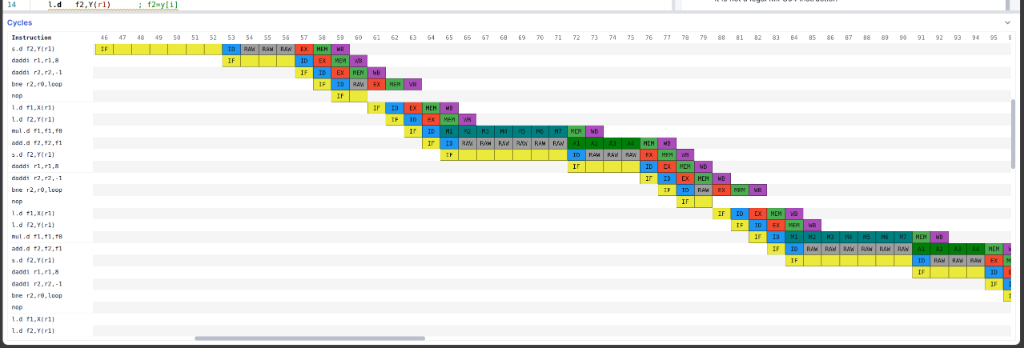 14 l.d f2,Y(r1) ; f2=y[i]
Cycles
Instruction 46 47 48 49 50 51 52 53 54 55 56 57 58 59 60 61 62 63 64 65 66 67 68 69 70 71 72 73 74 75 76 77 78 79 80 81 82 83 84 85 86 87 88 89 90 91 92 93 94 95
s.d f2,Y(r1) IF ID RAW RAW RAW EX MEM WB
daddi r1,r1,8 IF ID EX MEM WB
daddi r2,r2,-1 IF ID EX MEM WB
bne r2,r0,loop IF ID RAW EX MEM WB
nop IF
l.d f1,X(r1) IF ID EX MEM WB
l.d f2,Y(r1) IF ID EX MEM WB
mul.d f1,f1,f0 IF ID M1 M2 M3 M4 M5 M6 M7 MEM WB
add.d f2,f2,f1 IF ID RAW RAW RAW RAW RAW RAW A1 A2 A3 A4 MEM WB
s.d f2,Y(r1) IF ID RAW RAW RAW EX MEM WB
daddi r1,r1,8 IF ID EX MEM WB
daddi r2,r2,-1 IF ID EX MEM WB
bne r2,r0,loop IF ID RAW EX MEM WB
nop IF
l.d f1,X(r1) IF ID EX MEM WB
l.d f2,Y(r1) IF ID EX MEM WB
mul.d f1,f1,f0 IF ID M1 M2 M3 M4 M5 M6 M7 MEM WB
add.d f2,f2,f1 IF ID RAW RAW RAW RAW RAW RAW A1 A2 A3 A4 MEM
s.d f2,Y(r1) IF ID RAW RAW RAW EX
daddi r1,r1,8 IF ID
daddi r2,r2,-1 IF
bne r2,r0,loop IF
nop
l.d f1,X(r1)
l.d f2,Y(r1)